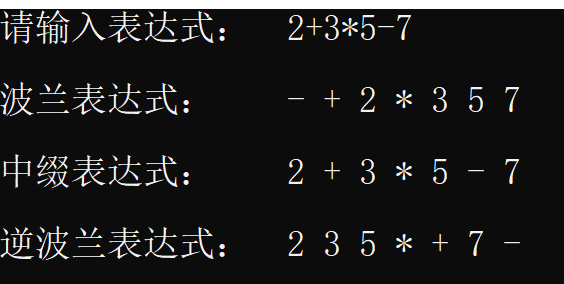 请输入表达式： 2+3*5-7
波兰表达式： - + 2 * 3 5 7
中缀表达式： 2 + 3 * 5 - 7
逆波兰表达式： 2 3 5 * + 7 -